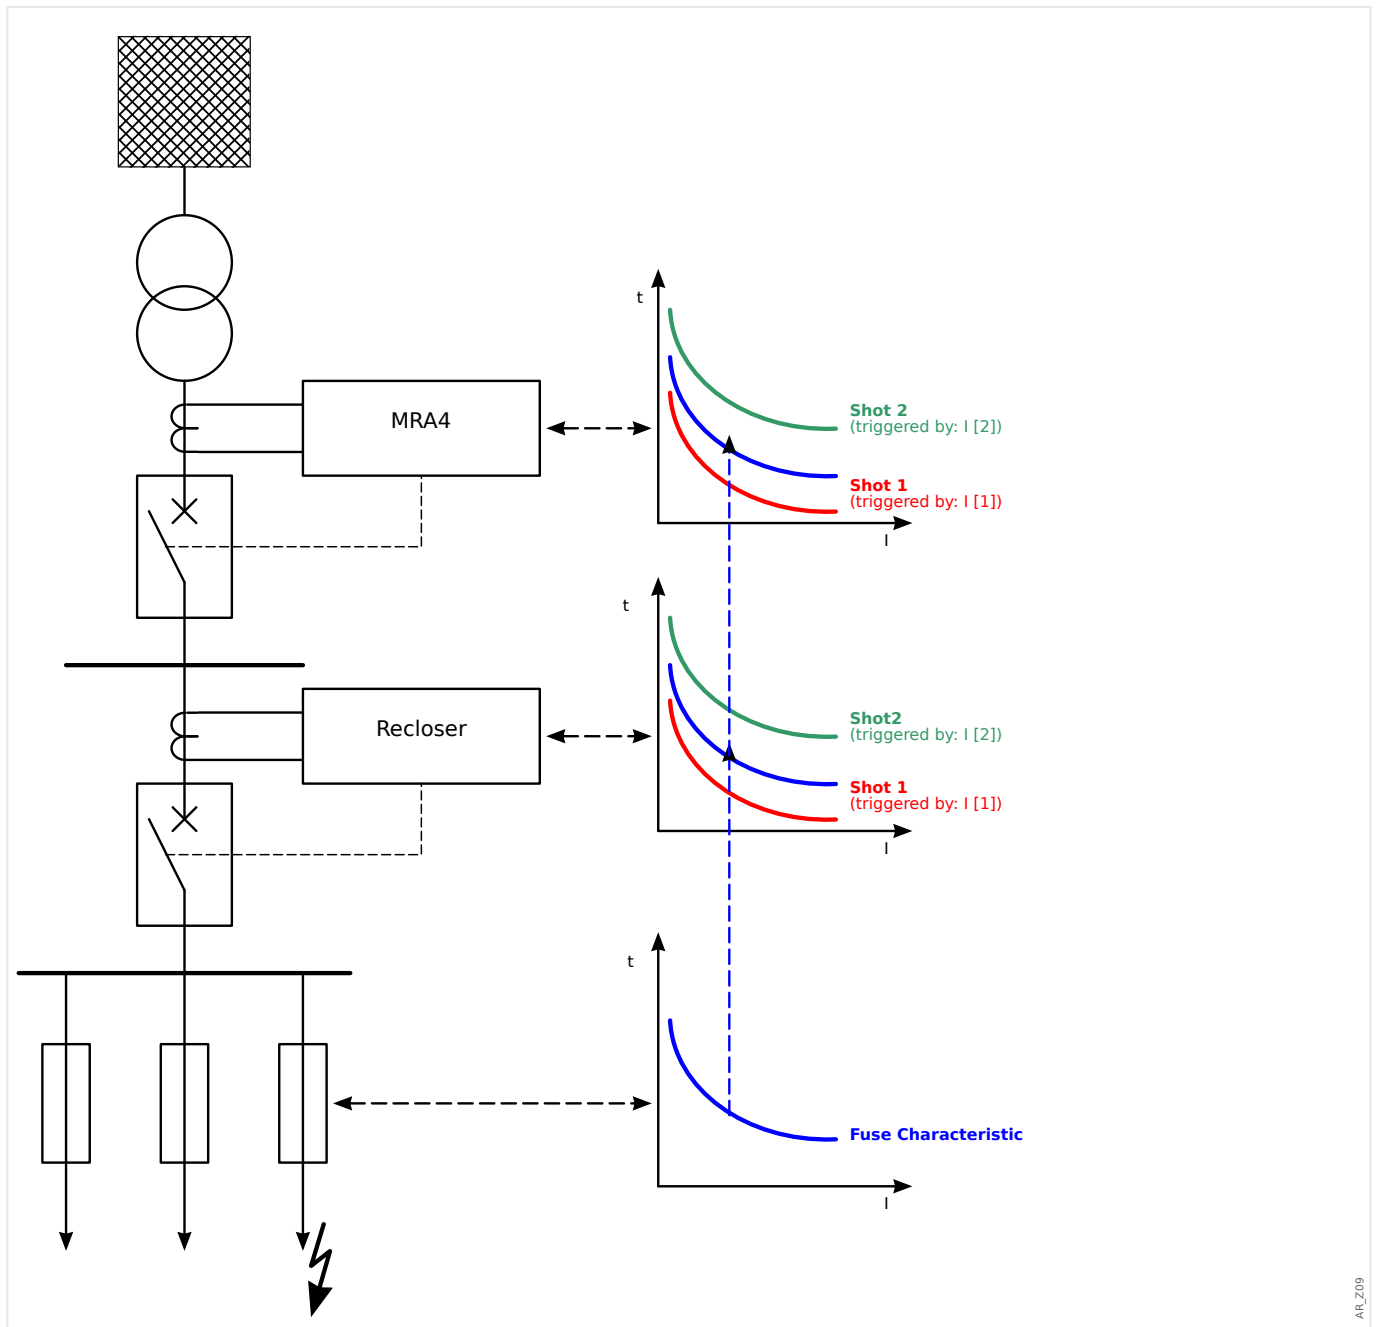 t
MRA4
Shot 2
(triggered by: I [2])
Shot 1
(triggered by: I [1])
I
t
Recloser
Shot2
(triggered by: I [2])
Shot 1
(triggered by: I [1])
I
t
Fuse Characteristic
I
AR_Z09